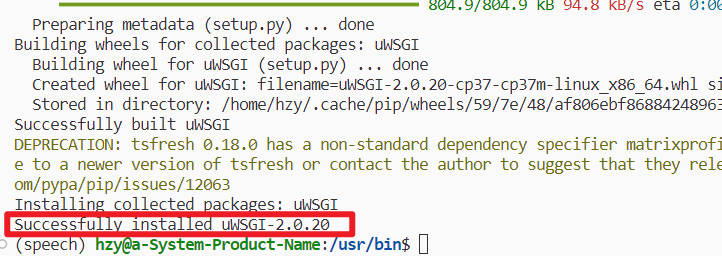 804.9/804.9 kB 94.8 kB/s eta 0:00
Preparing metadata (setup.py) ... done
Building wheels for collected packages: uWSGI
Building wheel for uWSGI (setup.py) ... done
Created wheel for uWSGI: filename=uWSGI-2.0.20-cp37-cp37m-linux_x86_64.whl si
Stored in directory: /home/hzy/.cache/pip/wheels/59/7e/48/af806ebf86884248963
Successfully built uWSGI
DEPRECATION: tsfresh 0.18.0 has a non-standard dependency specifier matrixprofi
e to a newer version of tsfresh or contact the author to suggest that they rele
om/pypa/pip/issues/12063
Installing collected packages: uWSGI
Successfully installed uWSGI-2.0.20
(speech) hzy@a-System-Product-Name:/usr/bin$